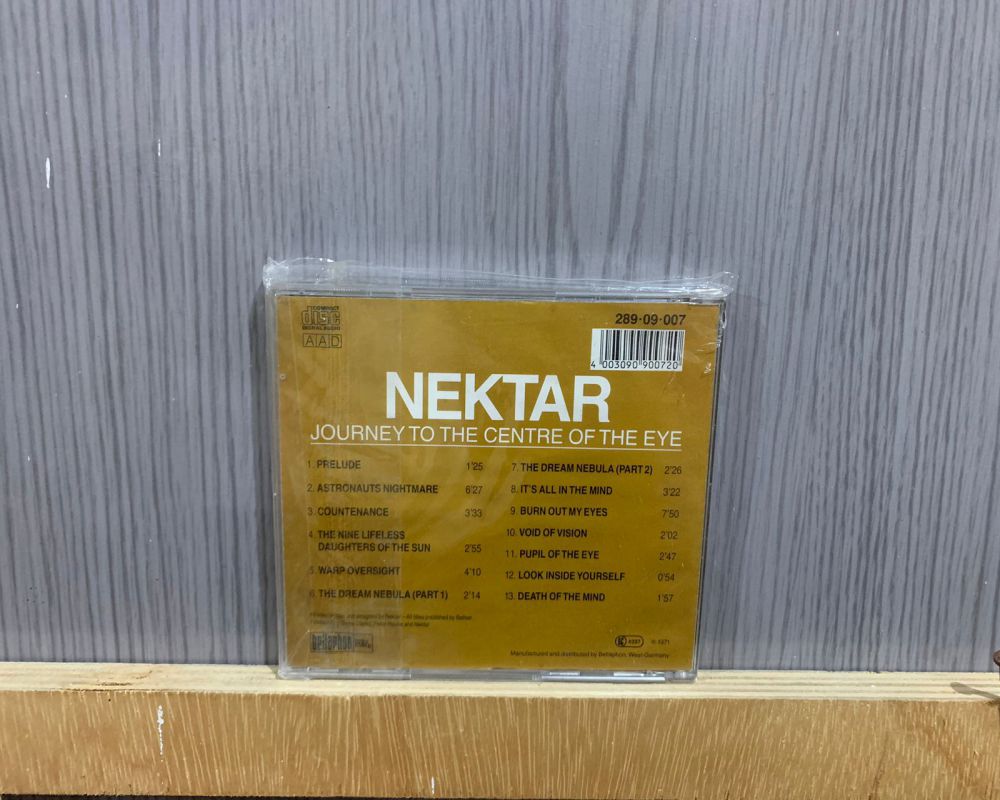 COMPACT
disc
DIGITAL AUDIO
AAD
289·09·007
4 003090 900720
NEKTAR
JOURNEY TO THE CENTRE OF THE EYE
1. PRELUDE 1'25
2. ASTRONAUTS NIGHTMARE 6'27
3. COUNTENANCE 3'33
4. THE NINE LIFELESS
DAUGHTERS OF THE SUN 2'55
5. WARP OVERSIGHT 4'10
6. THE DREAM NEBULA (PART 1) 2'14
7. THE DREAM NEBULA (PART 2) 2'26
8. IT'S ALL IN THE MIND 3'22
9. BURN OUT MY EYES 7'50
10. VOID OF VISION 2'02
11. PUPIL OF THE EYE 2'47
12. LOOK INSIDE YOURSELF 0'54
13. DEATH OF THE MIND 1'57
and Nektar
bellaphon
℗ 1971
Manufactured and distributed by Bellaphon, West-Germany